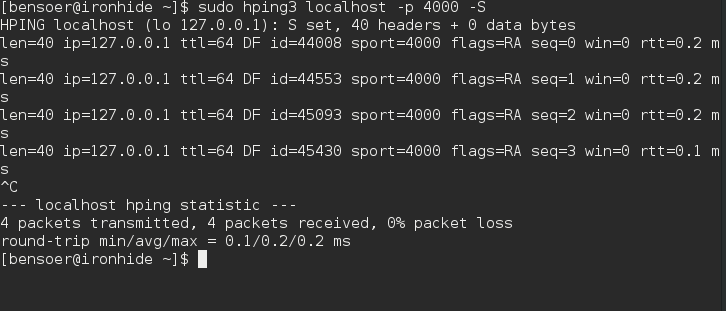 [bensoer@ironhide ~]$ sudo hping3 localhost -p 4000 -S
HPING localhost (lo 127.0.0.1): S set, 40 headers + 0 data bytes
len=40 ip=127.0.0.1 ttl=64 DF id=44008 sport=4000 flags=RA seq=0 win=0 rtt=0.2 m
s
len=40 ip=127.0.0.1 ttl=64 DF id=44553 sport=4000 flags=RA seq=1 win=0 rtt=0.2 m
s
len=40 ip=127.0.0.1 ttl=64 DF id=45093 sport=4000 flags=RA seq=2 win=0 rtt=0.2 m
s
len=40 ip=127.0.0.1 ttl=64 DF id=45430 sport=4000 flags=RA seq=3 win=0 rtt=0.1 m
s
^C
--- localhost hping statistic ---
4 packets transmitted, 4 packets received, 0% packet loss
round-trip min/avg/max = 0.1/0.2/0.2 ms
[bensoer@ironhide ~]$